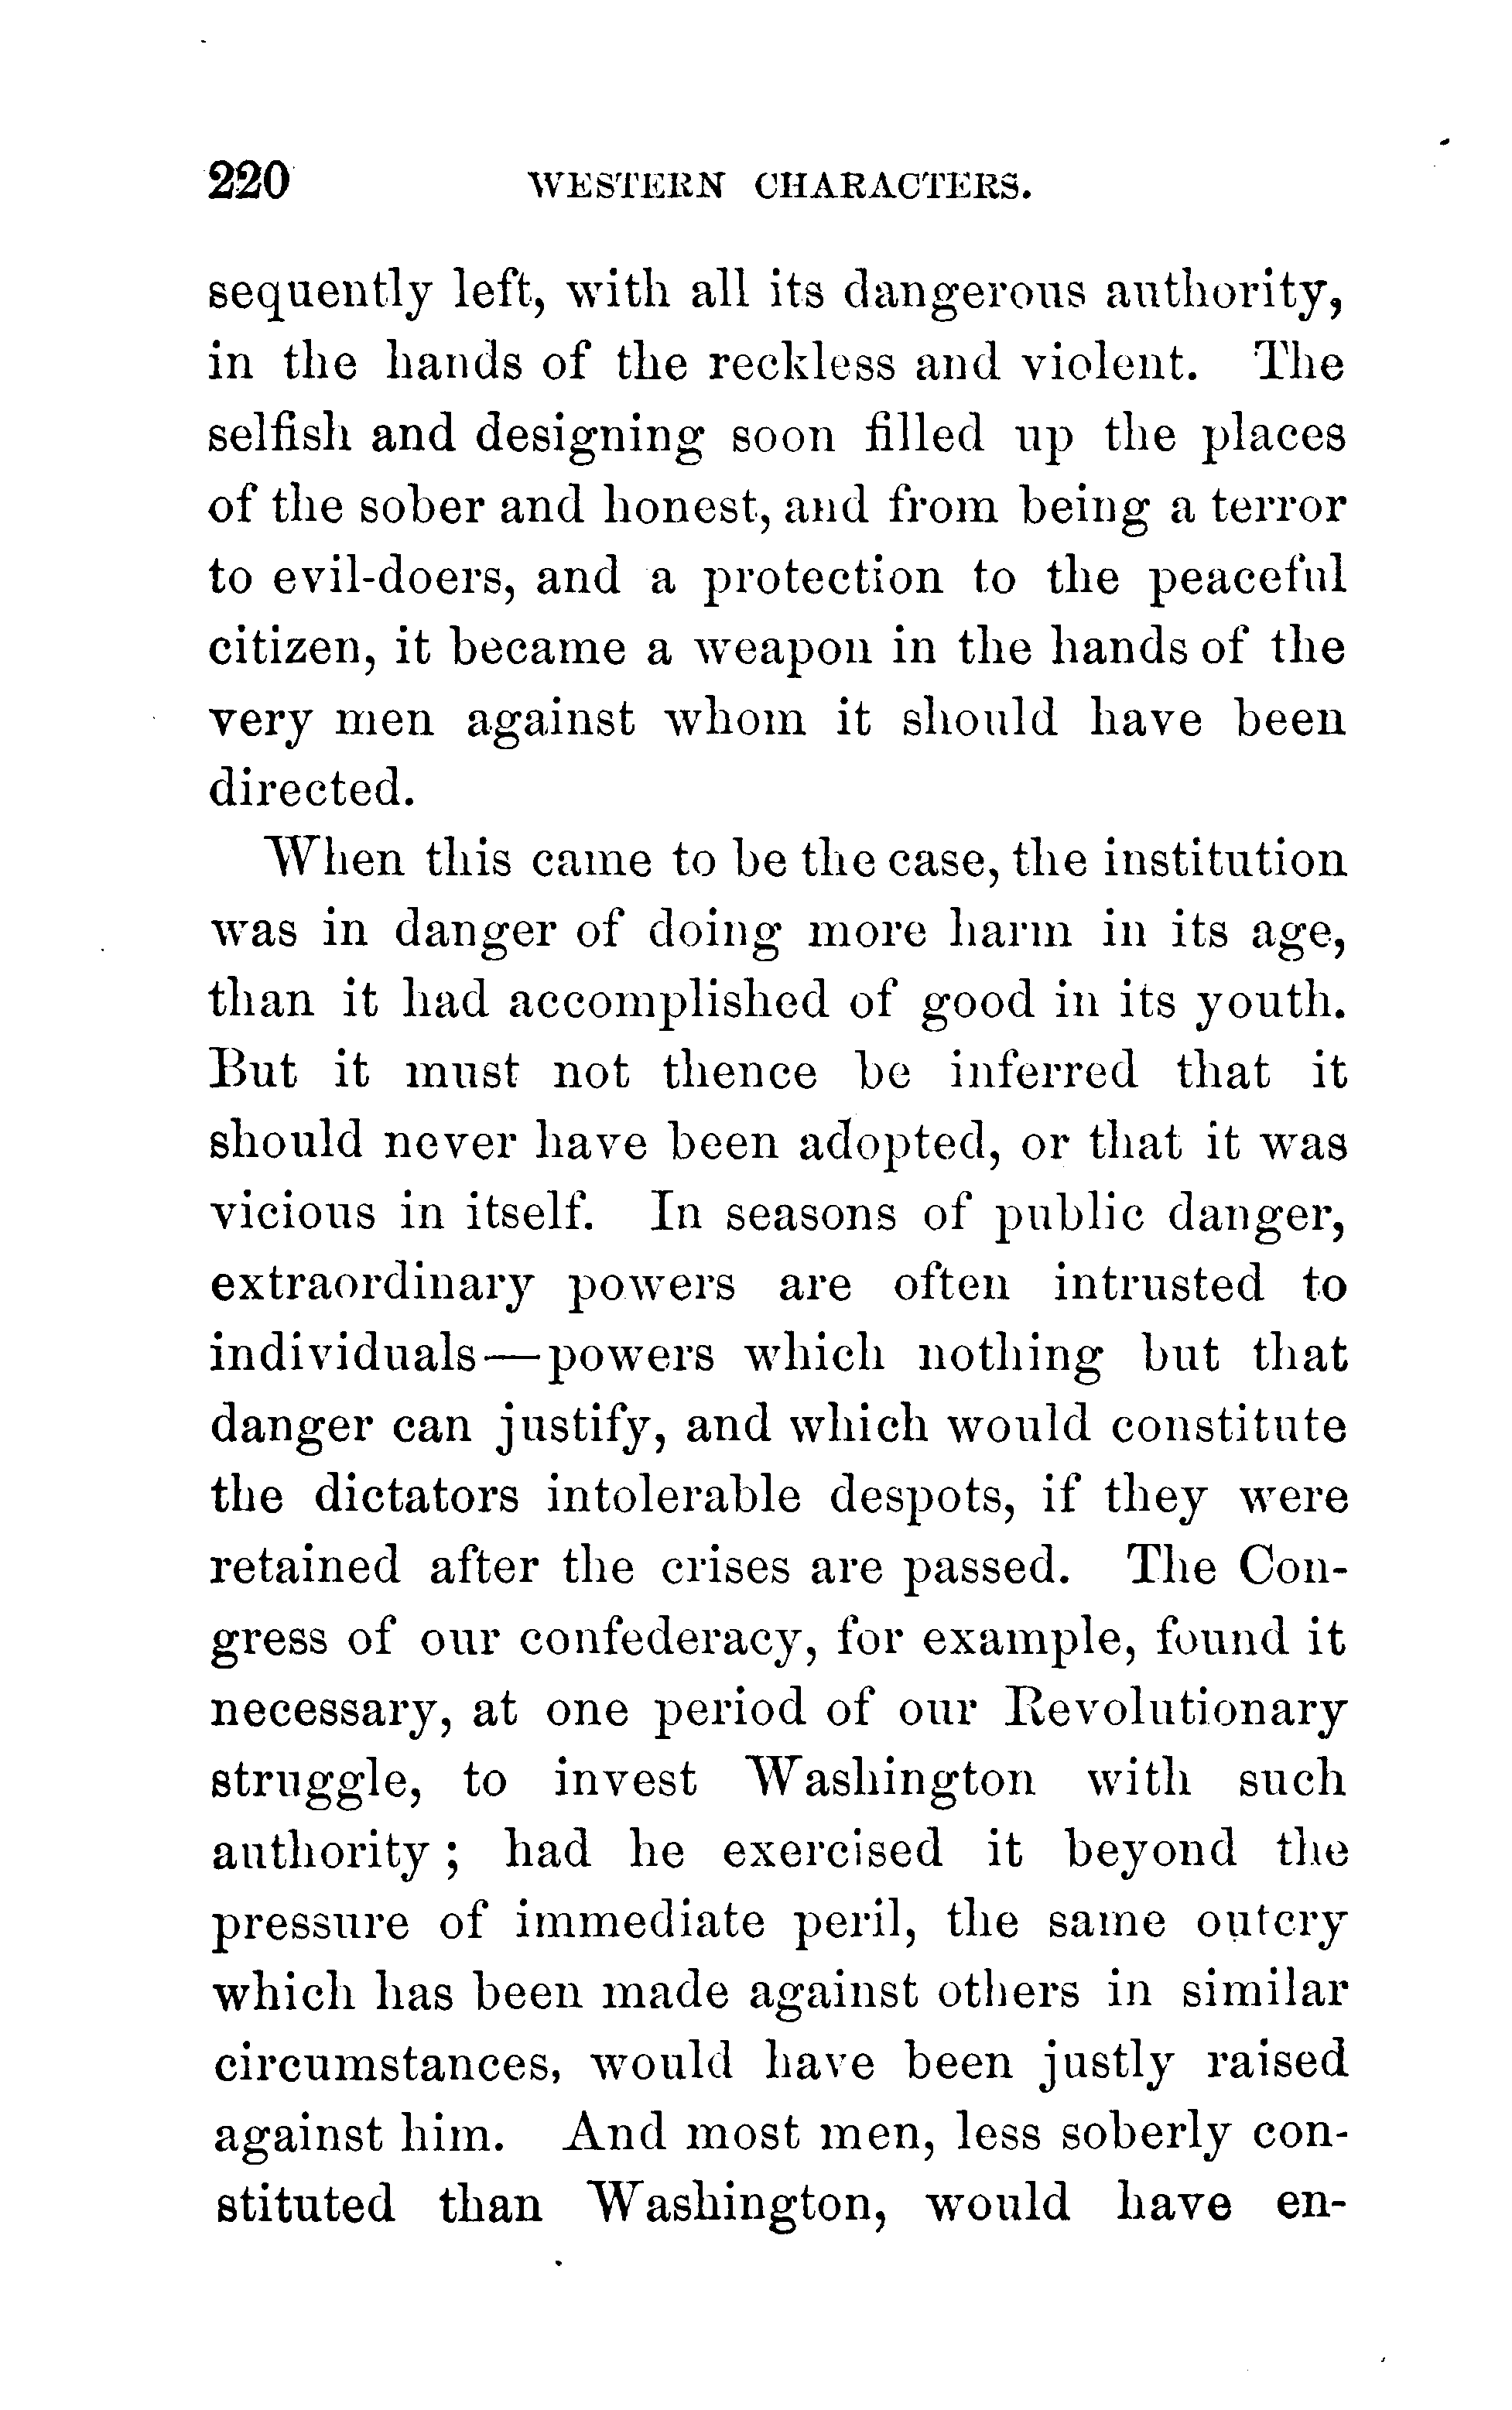 220 WESTERN CHARACTERS.
sequently left, with all its dangerous authority,
in the hands of the reckless and violent. The
selfish and designing soon filled up the places
of the sober and honest, and from being a terror
to evil-doers, and a protection to the peaceful
citizen, it became a weapon in the hands of the
very men against whom it should have been
directed.
When this came to be the case, the institution
was in danger of doing more harm in its age,
than it had accomplished of good in its youth.
But it must not thence be inferred that it
should never have been adopted, or that it was
vicious in itself. In seasons of public danger,
extraordinary powers are often intrusted to
individuals—powers which nothing but that
danger can justify, and which would constitute
the dictators intolerable despots, if they were
retained after the crises are passed. The Con-
gress of our confederacy, for example, found it
necessary, at one period of our Revolutionary
struggle, to invest Washington with such
authority; had he exercised it beyond the
pressure of immediate peril, the same outcry
which has been made against others in similar
circumstances, would have been justly raised
against him. And most men, less soberly con-
stituted than Washington, would have en-